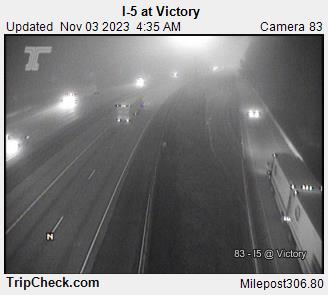 I-5 at Victory
Updated Nov 03 2023 4:35 AM Camera 83
T
N
83 - I5 @ Victory
TripCheck.com Milepost306.80